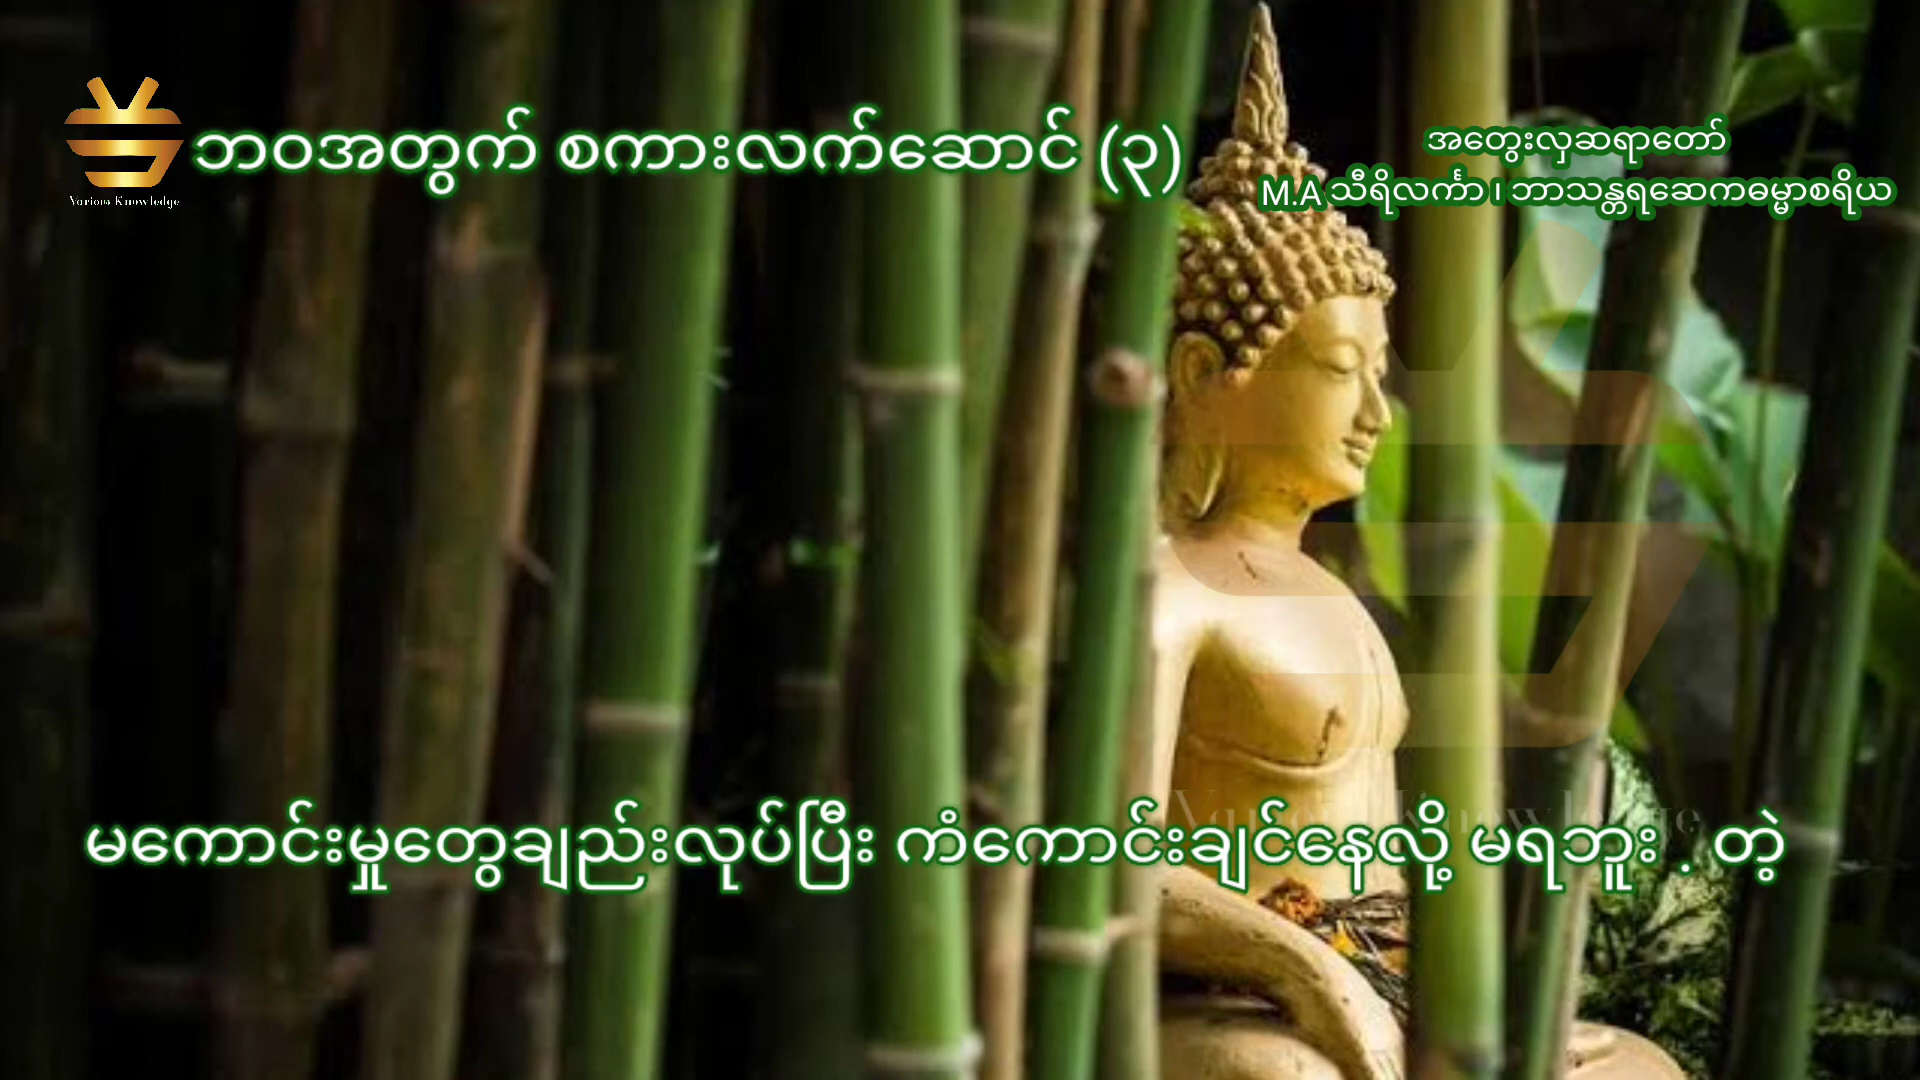 ဘဝအတွက် စကားလက်ဆောင် (၃)
အတွေးလှဆရာတော်
M.A သီရိလင်္ကာ ၊ ဘာသန္တရဆေကဓမ္မာစရိယ
Various Knowledge
မကောင်းမှုတွေချည်းလုပ်ပြီး ကံကောင်းချင်နေလို့ မရဘူး . တဲ့
Various Knowledge